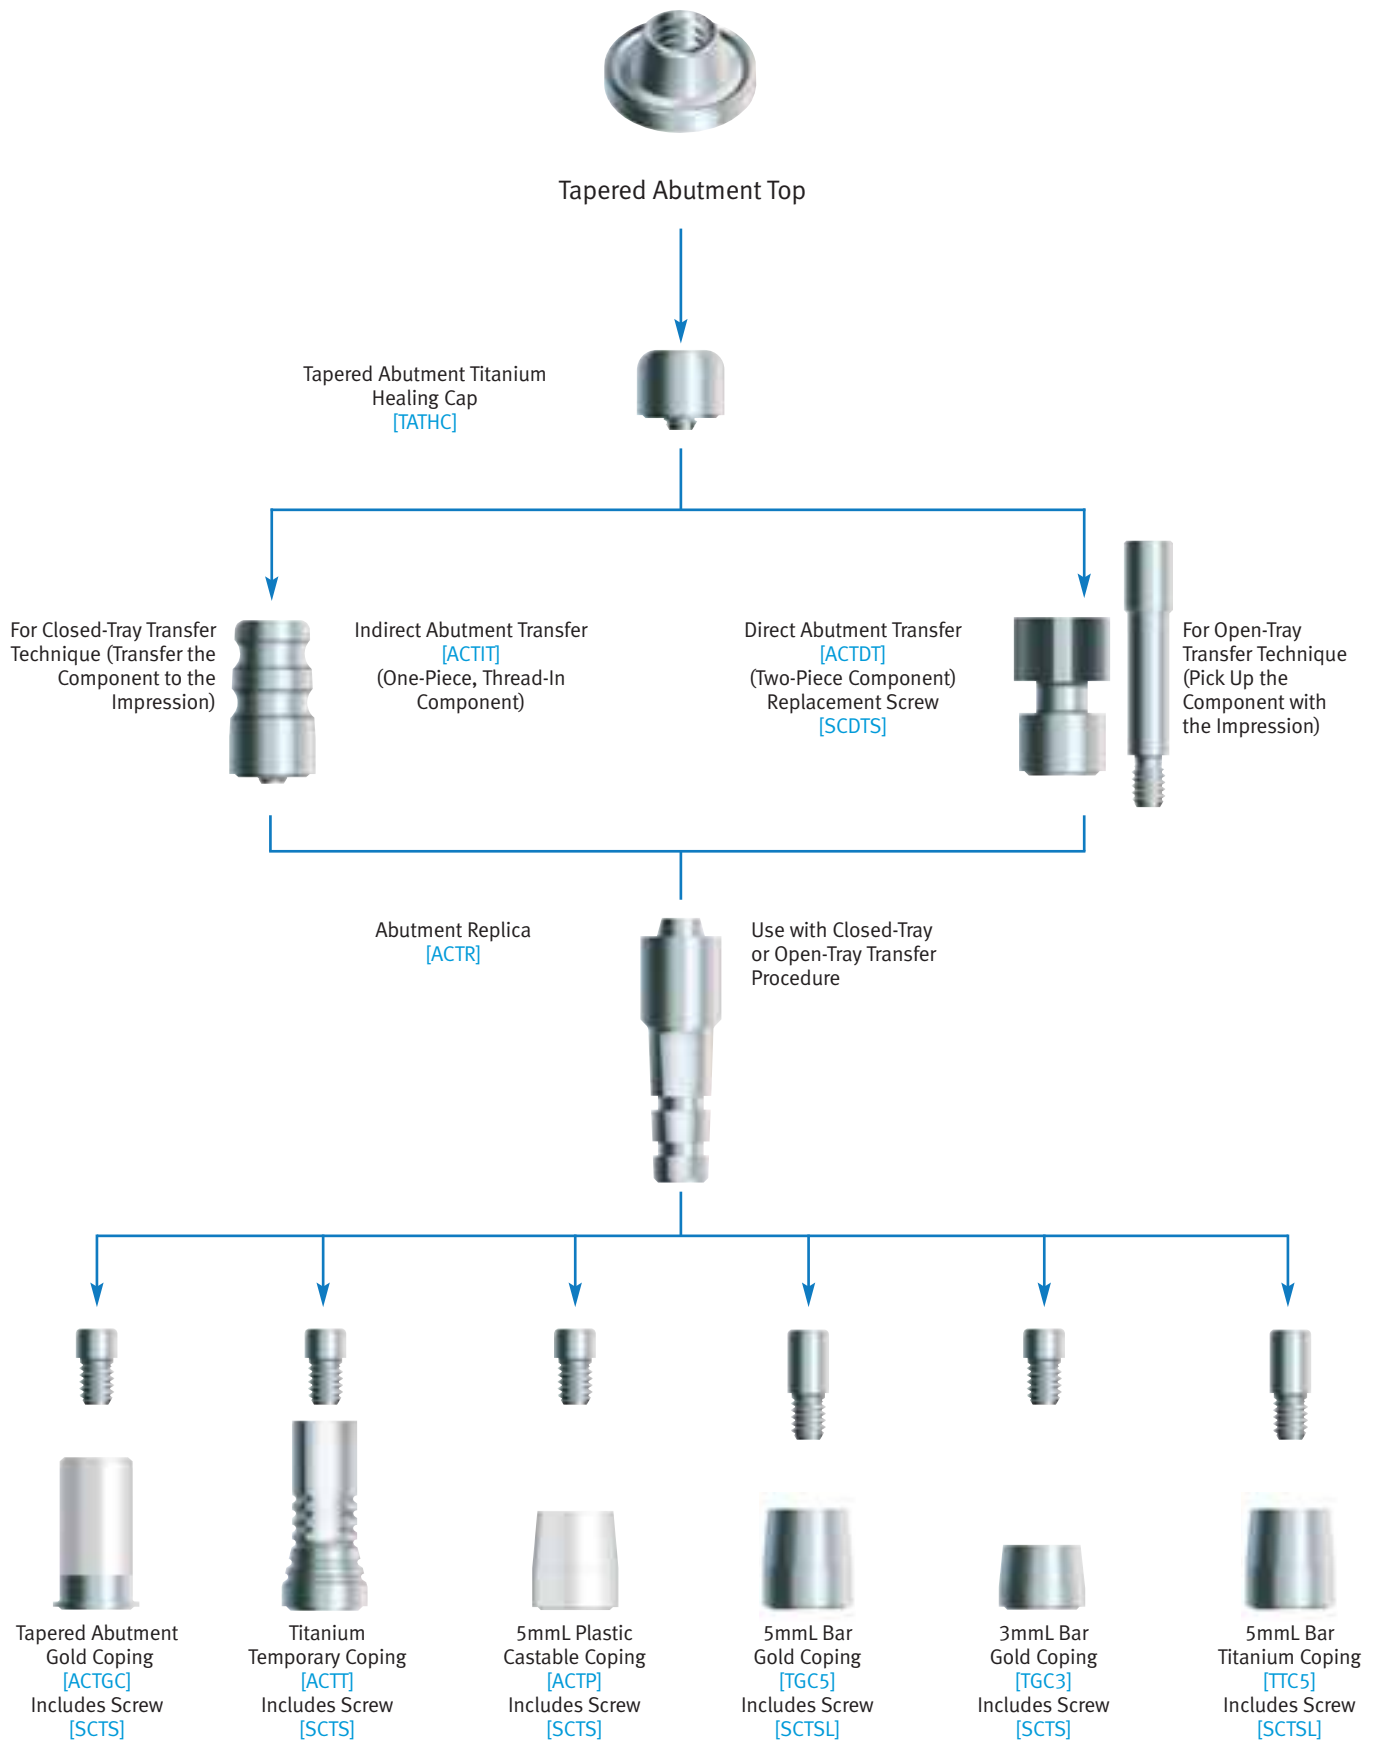 Tapered Abutment Top
Tapered Abutment Titanium
Healing Cap
[TATHC]
For Closed-Tray Transfer
Technique (Transfer the
Component to the
Impression)
Indirect Abutment Transfer
[ACTIT]
(One-Piece, Thread-In
Component)
Direct Abutment Transfer
[ACTDT]
(Two-Piece Component)
Replacement Screw
[SCDTS]
For Open-Tray
Transfer Technique
(Pick Up the
Component with
the Impression)
Abutment Replica
[ACTR]
Use with Closed-Tray
or Open-Tray Transfer
Procedure
Tapered Abutment
Gold Coping
[ACTGC]
Includes Screw
[SCTS]
Titanium
Temporary Coping
[ACTT]
Includes Screw
[SCTS]
5mmL Plastic
Castable Coping
[ACTP]
Includes Screw
[SCTS]
5mmL Bar
Gold Coping
[TGC5]
Includes Screw
[SCTSL]
3mmL Bar
Gold Coping
[TGC3]
Includes Screw
[SCTS]
5mmL Bar
Titanium Coping
[TTC5]
Includes Screw
[SCTSL]